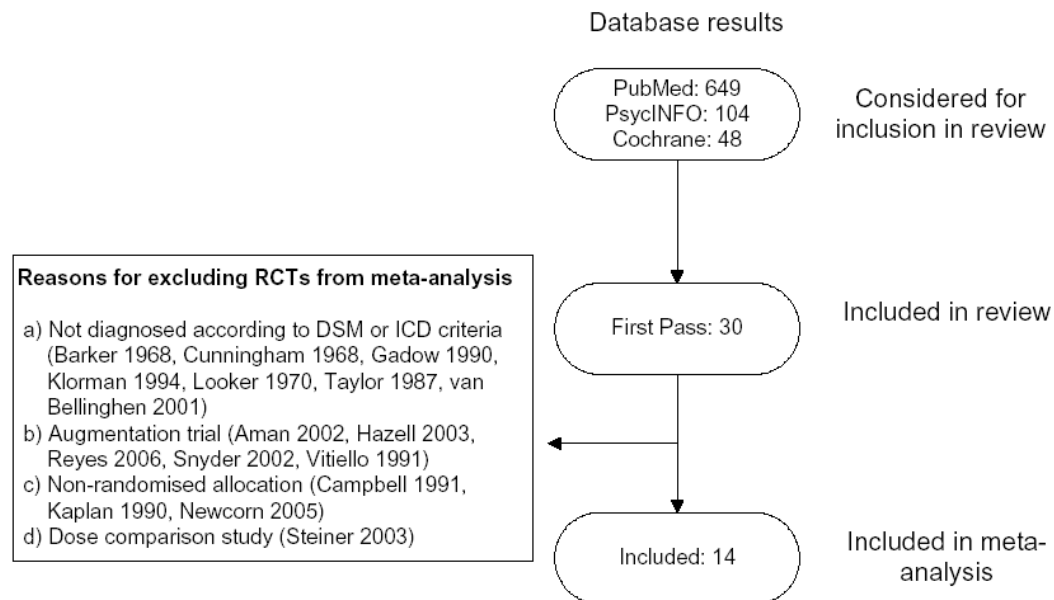 Database results
PubMed: 649
PsycINFO: 104
Cochrane: 48
Considered for
inclusion in review
Reasons for excluding RCTs from meta-analysis
a) Not diagnosed according to DSM or ICD criteria
(Barker 1968, Cunningham 1968, Gadow 1990,
Klorman 1994, Looker 1970, Taylor 1987, van
Bellinghen 2001)
b) Augmentation trial (Aman 2002, Hazell 2003,
Reyes 2006, Snyder 2002, Vitiello 1991)
c) Non-randomised allocation (Campbell 1991,
Kaplan 1990, Newcorn 2005)
d) Dose comparison study (Steiner 2003)
First Pass: 30
Included in review
Included: 14
Included in meta-
analysis